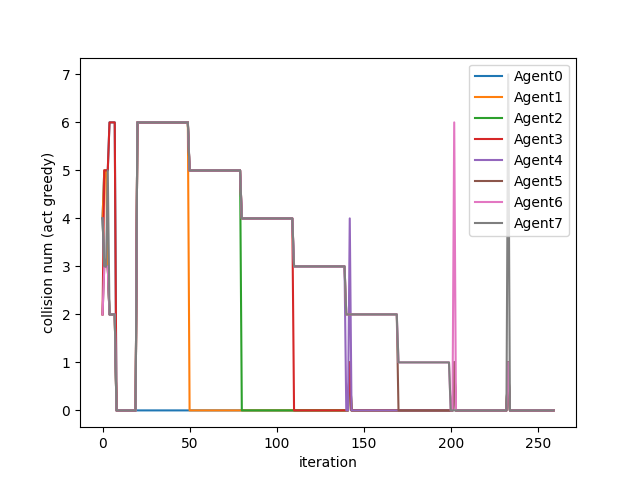 7
6
5
4
3
2
1
0
collision num (act greedy)
0
50
100
150
200
250
iteration
Agent0
Agent1
Agent2
Agent3
Agent4
Agent5
Agent6
Agent7